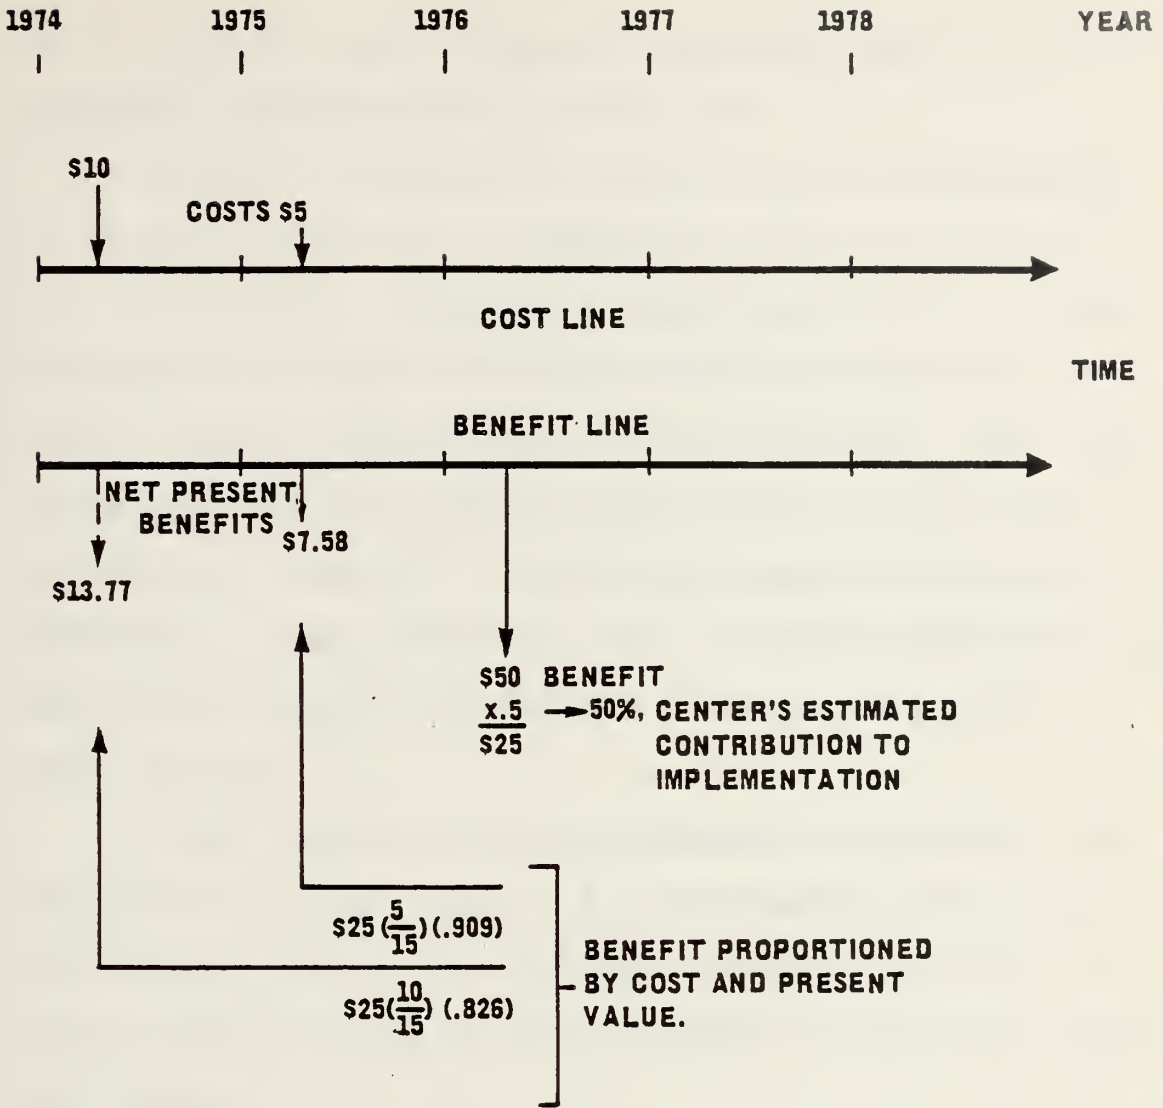 1974 1975 1976 1977 1978 YEAR
$10
COSTS $5
COST LINE
TIME
BENEFIT LINE
NET PRESENT
BENEFITS
$7.58
$13.77
$50 BENEFIT
x.5 50%, CENTER'S ESTIMATED
$25 CONTRIBUTION TO
IMPLEMENTATION
$25(5/15)(.909)
BENEFIT PROPORTIONED
BY COST AND PRESENT
VALUE.
$25(10/15) (.826)